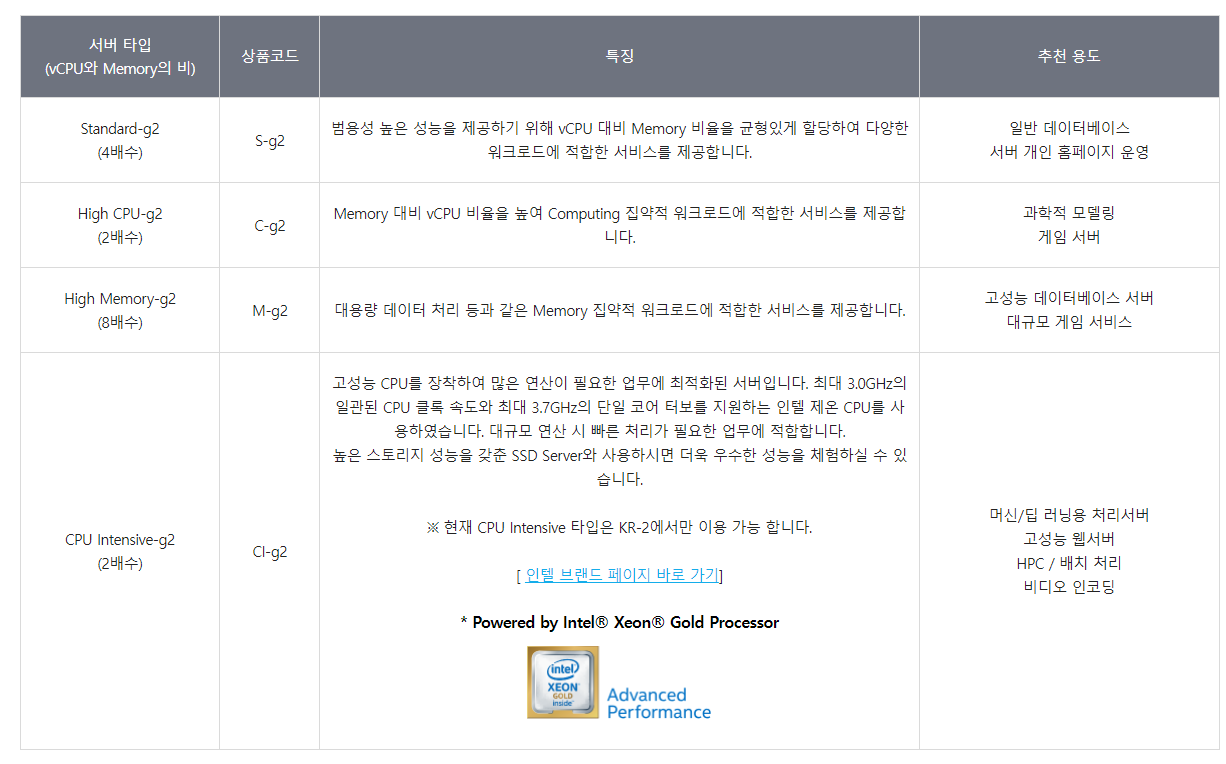 서버 타입
(vCPU와 Memory의 비)
상품코드
특징
추천 용도
Standard-g2
(4배수)
S-g2
범용성 높은 성능을 제공하기 위해 vCPU 대비 Memory 비율을 균형있게 할당하여 다양한
워크로드에 적합한 서비스를 제공합니다.
일반 데이터베이스
서버 개인 홈페이지 운영
High CPU-g2
(2배수)
C-g2
Memory 대비 vCPU 비율을 높여 Computing 집약적 워크로드에 적합한 서비스를 제공합
니다.
과학적 모델링
게임 서버
High Memory-g2
(8배수)
M-g2
대용량 데이터 처리 등과 같은 Memory 집약적 워크로드에 적합한 서비스를 제공합니다.
고성능 데이터베이스 서버
대규모 게임 서비스
CPU Intensive-g2
(2배수)
CI-g2
고성능 CPU를 장착하여 많은 연산이 필요한 업무에 최적화된 서버입니다. 최대 3.0GHz의
일관된 CPU 클록 속도와 최대 3.7GHz의 단일 코어 터보를 지원하는 인텔 제온 CPU를 사
용하였습니다. 대규모 연산 시 빠른 처리가 필요한 업무에 적합합니다.
높은 스토리지 성능을 갖춘 SSD Server와 사용하시면 더욱 우수한 성능을 체험하실 수 있
습니다.
※ 현재 CPU Intensive 타입은 KR-2에서만 이용 가능 합니다.
[ 인텔 브랜드 페이지 바로 가기]
* Powered by Intel® Xeon® Gold Processor
intel
XEON
GOLD
inside™
Advanced
Performance
머신/딥 러닝용 처리서버
고성능 웹서버
HPC / 배치 처리
비디오 인코딩